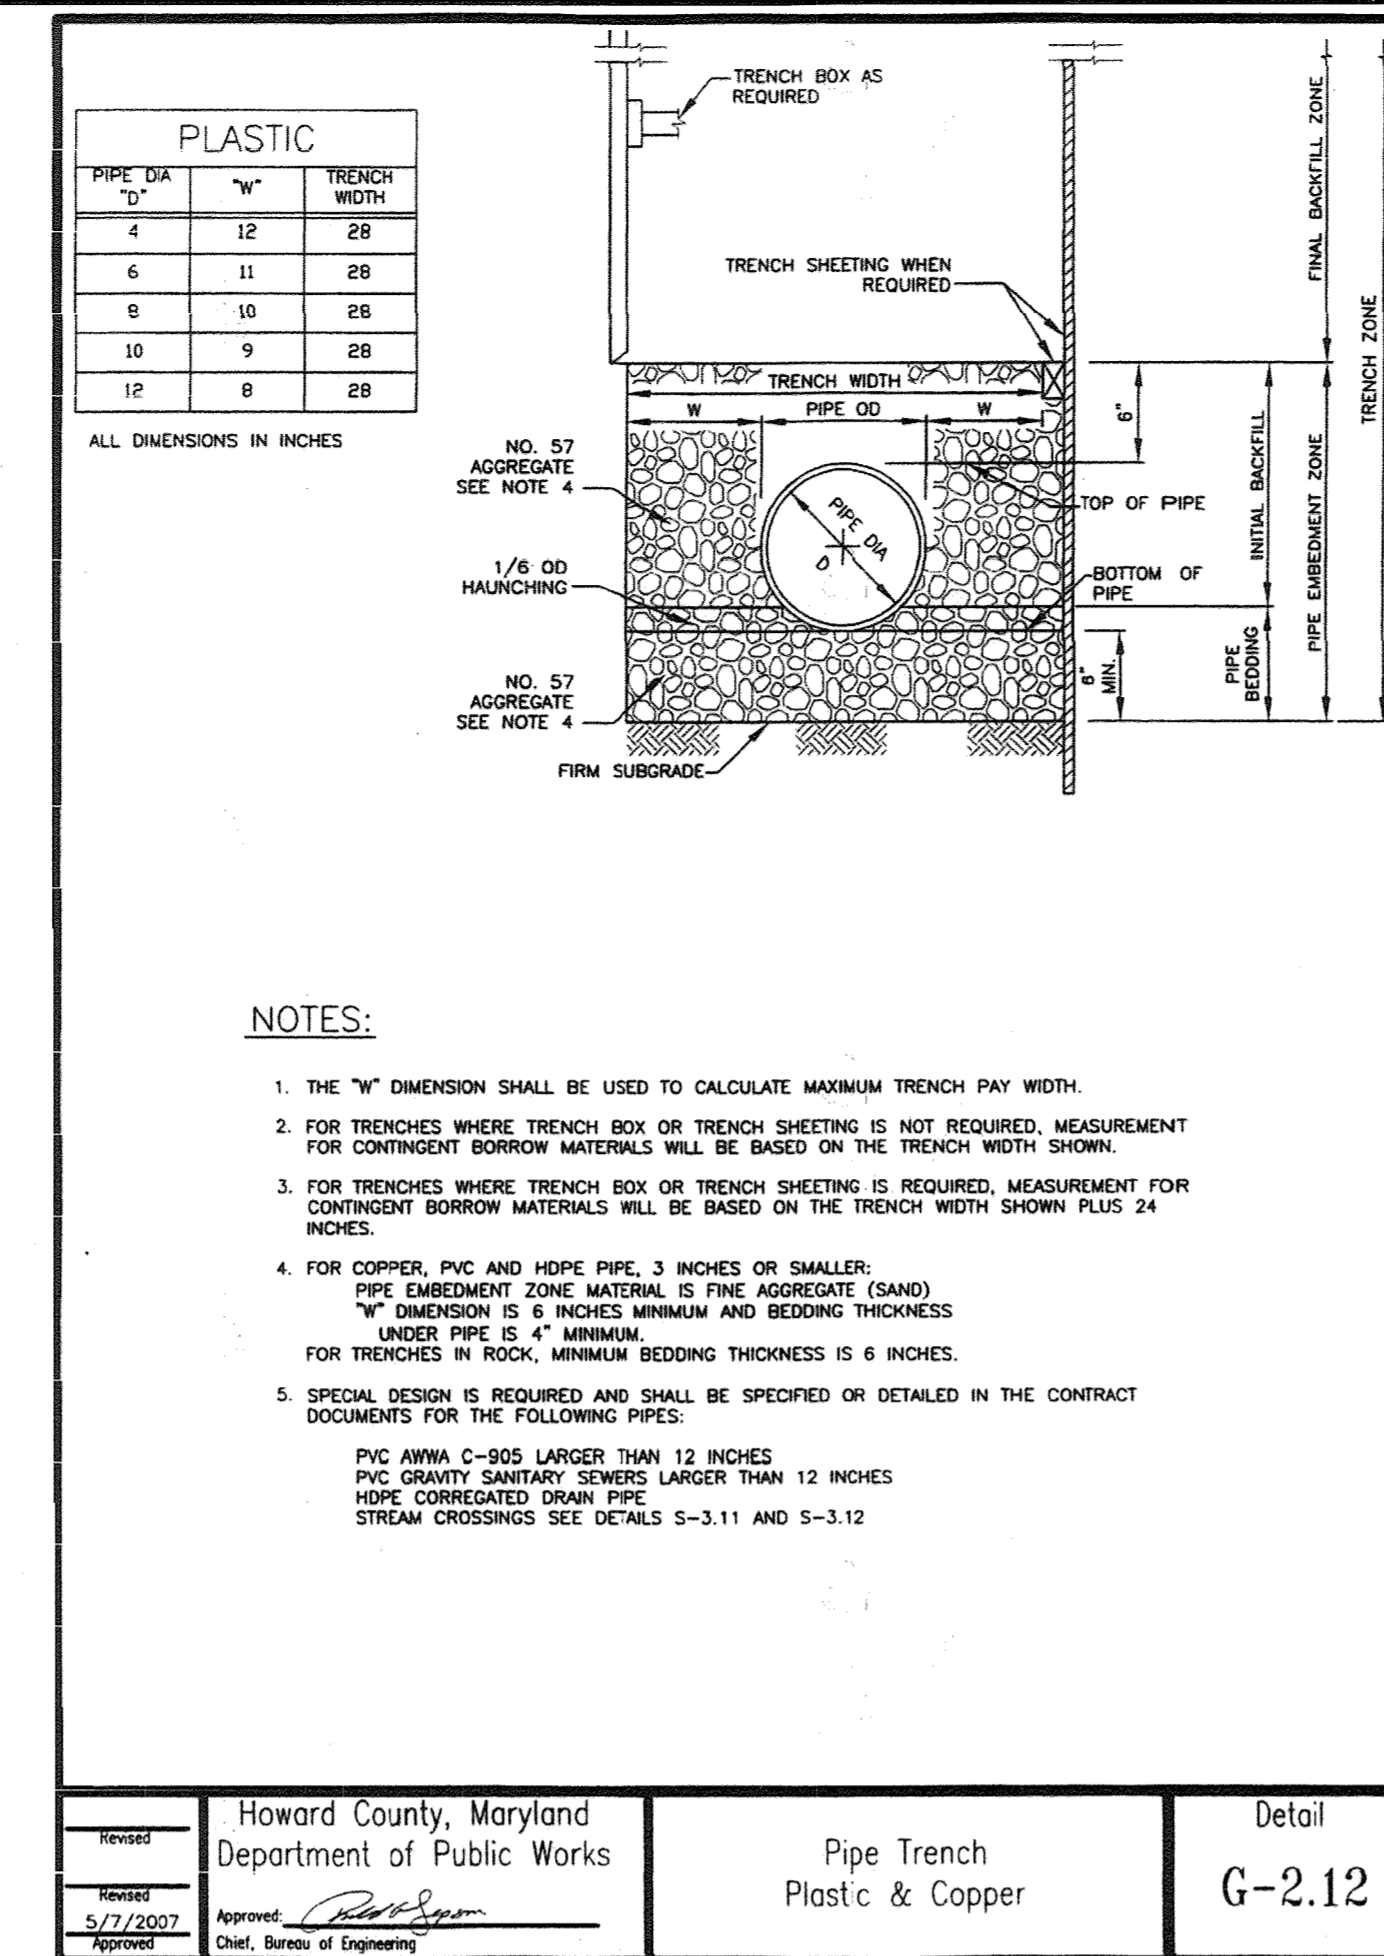 PLASTIC
PIPE DIA "D" "W" TRENCH WIDTH
4 12 28
6 11 28
8 10 28
10 9 28
12 8 28
ALL DIMENSIONS IN INCHES
TRENCH BOX AS
REQUIRED
TRENCH SHEETING WHEN
REQUIRED
TRENCH WIDTH
W PIPE OD W
NO. 57
AGGREGATE
SEE NOTE 4
PIPE DIA
D
1/6 OD
HAUNCHING
NO. 57
AGGREGATE
SEE NOTE 4
FIRM SUBGRADE
6"
TOP OF PIPE
BOTTOM OF
PIPE
6"
MIN.
INITIAL BACKFILL
PIPE
BEDDING
FINAL BACKFILL ZONE
PIPE EMBEDMENT ZONE
TRENCH ZONE
NOTES:
1. THE "W" DIMENSION SHALL BE USED TO CALCULATE MAXIMUM TRENCH PAY WIDTH.
2. FOR TRENCHES WHERE TRENCH BOX OR TRENCH SHEETING IS NOT REQUIRED, MEASUREMENT
FOR CONTINGENT BORROW MATERIALS WILL BE BASED ON THE TRENCH WIDTH SHOWN.
3. FOR TRENCHES WHERE TRENCH BOX OR TRENCH SHEETING IS REQUIRED, MEASUREMENT FOR
CONTINGENT BORROW MATERIALS WILL BE BASED ON THE TRENCH WIDTH SHOWN PLUS 24
INCHES.
4. FOR COPPER, PVC AND HDPE PIPE, 3 INCHES OR SMALLER:
PIPE EMBEDMENT ZONE MATERIAL IS FINE AGGREGATE (SAND)
"W" DIMENSION IS 6 INCHES MINIMUM AND BEDDING THICKNESS
UNDER PIPE IS 4" MINIMUM.
FOR TRENCHES IN ROCK, MINIMUM BEDDING THICKNESS IS 6 INCHES.
5. SPECIAL DESIGN IS REQUIRED AND SHALL BE SPECIFIED OR DETAILED IN THE CONTRACT
DOCUMENTS FOR THE FOLLOWING PIPES:
PVC AWWA C-905 LARGER THAN 12 INCHES
PVC GRAVITY SANITARY SEWERS LARGER THAN 12 INCHES
HDPE CORREGATED DRAIN PIPE
STREAM CROSSINGS SEE DETAILS S-3.11 AND S-3.12
Revised
Revised
5/7/2007
Approved
Howard County, Maryland
Department of Public Works
Approved:
Chief, Bureau of Engineering
Pipe Trench
Plastic & Copper
Detail
G-2.12